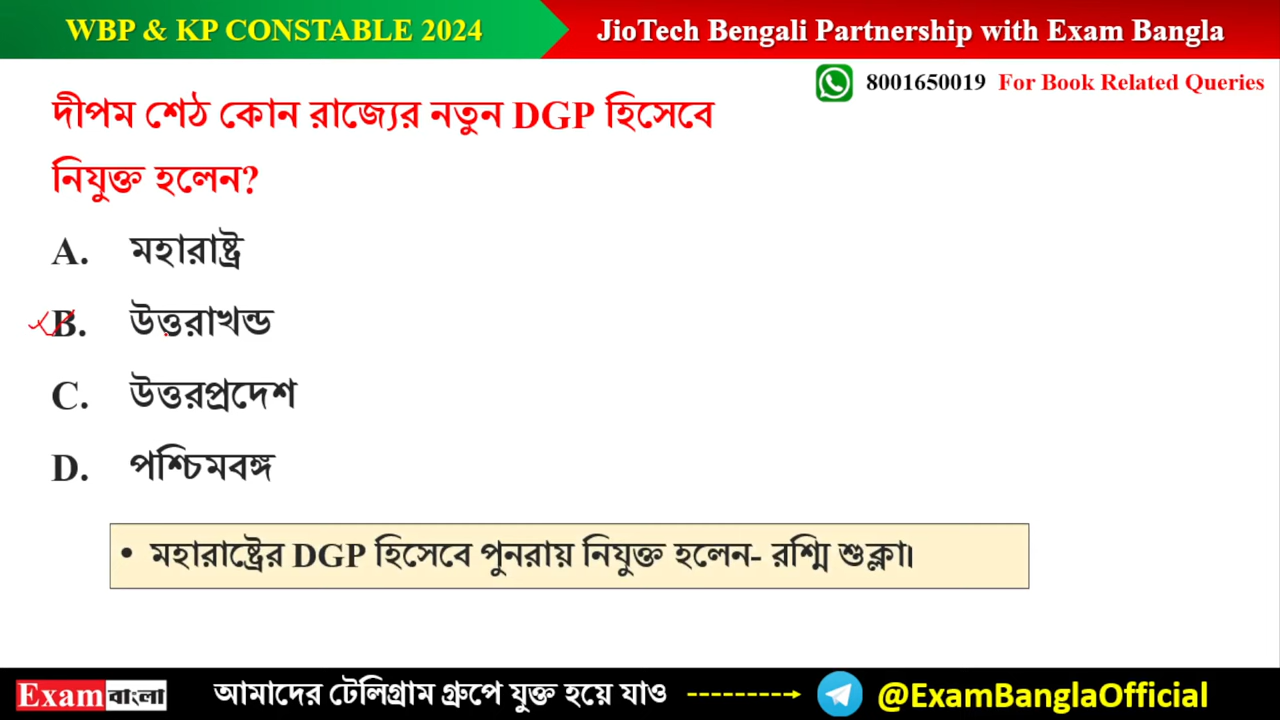 WBP & KP CONSTABLE 2024
JioTech Bengali Partnership with Exam Bangla
8001650019 For Book Related Queries
দীপম শেঠ কোন রাজ্যের নতুন DGP হিসেবে
নিযুক্ত হলেন?
A. মহারাষ্ট্র
B. উত্তরাখন্ড
C. উত্তরপ্রদেশ
D. পশ্চিমবঙ্গ
• মহারাষ্ট্রের DGP হিসেবে পুনরায় নিযুক্ত হলেন- রশ্মি শুক্লা।
Exam বাংলা
আমাদের টেলিগ্রাম গ্রুপে যুক্ত হয়ে যাও
@ExamBanglaOfficial